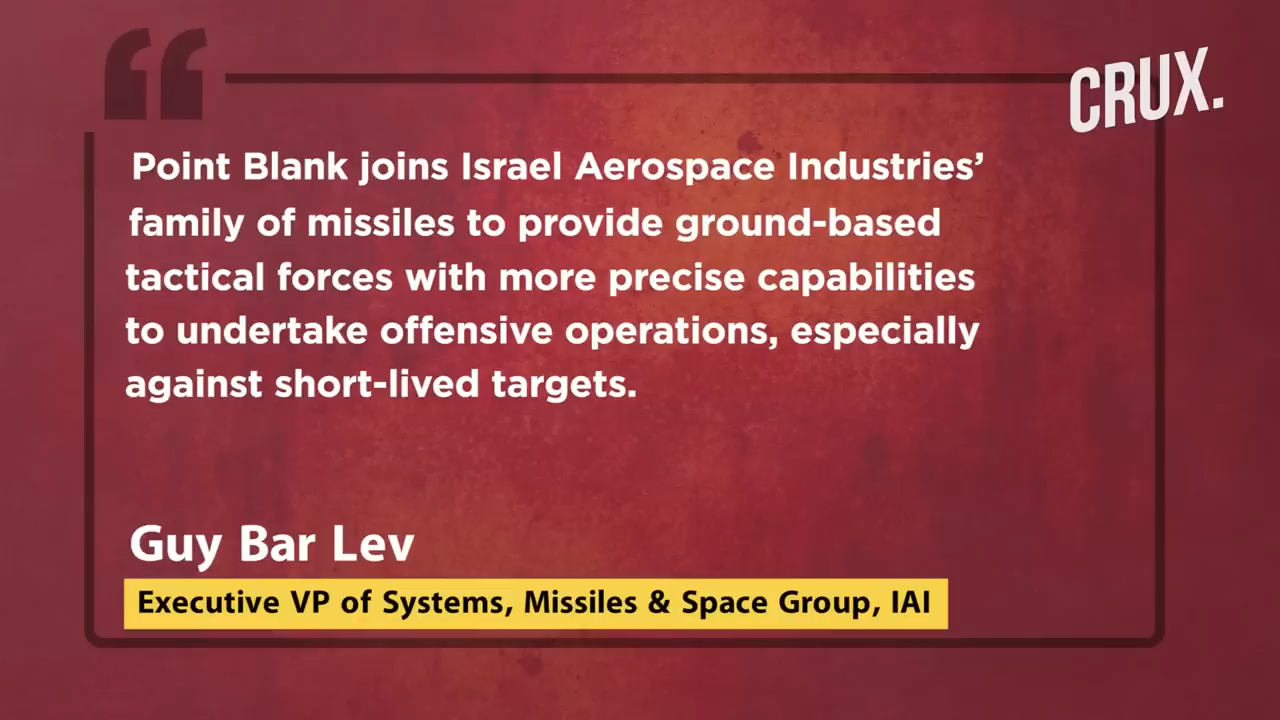 CRUX.
Point Blank joins Israel Aerospace Industries’
family of missiles to provide ground-based
tactical forces with more precise capabilities
to undertake offensive operations, especially
against short-lived targets.
Guy Bar Lev
Executive VP of Systems, Missiles & Space Group, IAI